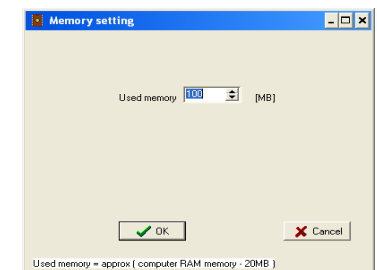 Memory setting
Used memory 100 [MB]
OK Cancel
Used memory = approx ( computer RAM memory - 20MB )